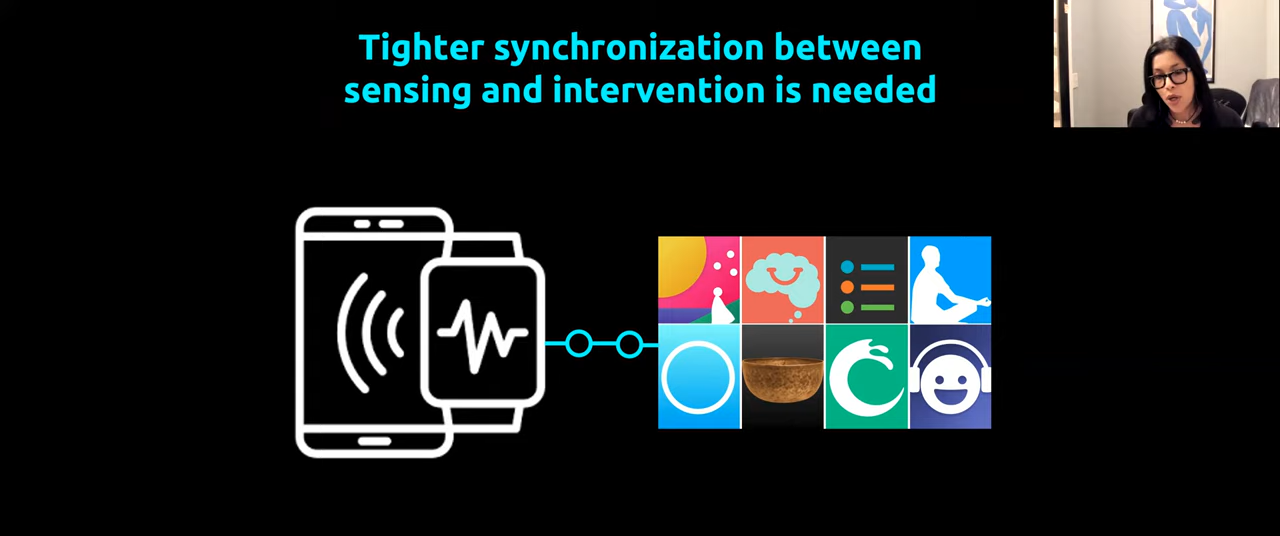 Tighter synchronization between
sensing and intervention is needed